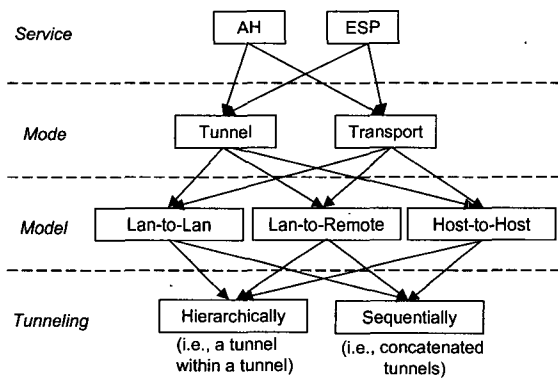 Service
AH
ESP
Mode
Tunnel
Transport
Model
Lan-to-Lan
Lan-to-Remote
Host-to-Host
Tunneling
Hierarchically
Sequentially
(i.e., a tunnel
within a tunnel)
(i.e., concatenated
tunnels)